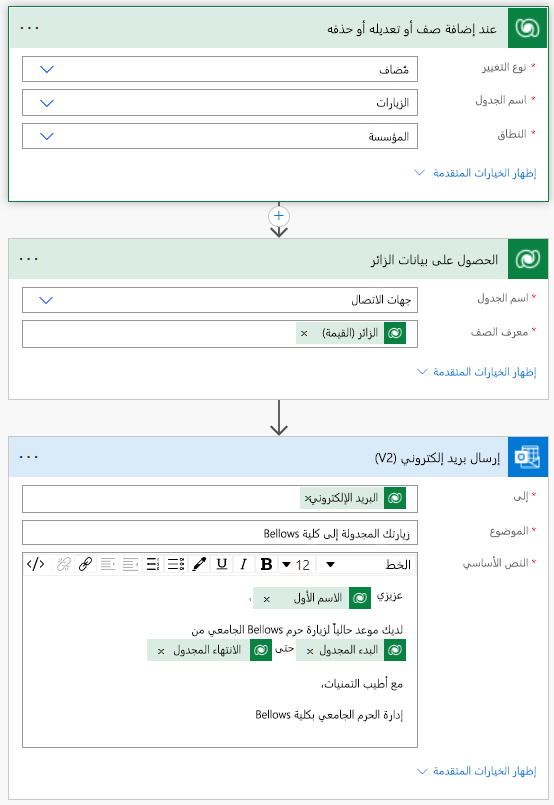 عند إضافة صف أو تعديله أو حذفه
* نوع التغيير
مُضاف
* اسم الجدول
الزيارات
* النطاق
المؤسسة
إظهار الخيارات المتقدمة
الحصول على بيانات الزائر
* اسم الجدول
جهات الاتصال
* معرف الصف
الزائر (القيمة)
إظهار الخيارات المتقدمة
إرسال بريد إلكتروني (V2)
* إلى
البريد الإلكتروني
* الموضوع
زيارتك المجدولة إلى كلية Bellows
* النص الأساسي
الخط 12 B I U </>
عزيزي الاسم الأول ،
لديك موعد حالياً لزيارة حرم Bellows الجامعي من
البدء المجدول حتى الانتهاء المجدول
مع أطيب التمنيات،
إدارة الحرم الجامعي بكلية Bellows
إظهار الخيارات المتقدمة